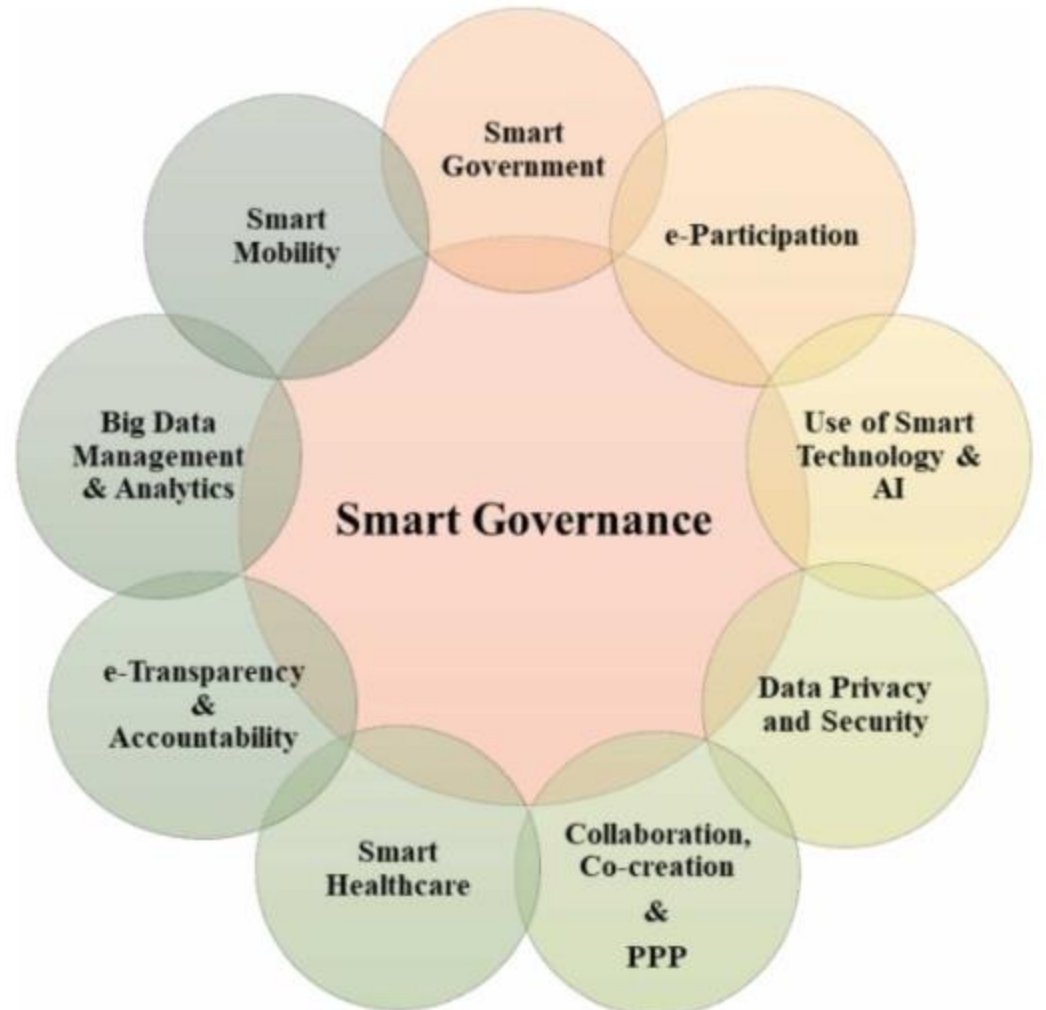 Smart
Government
e-Participation
Use of Smart
Technology &
AI
Data Privacy
and Security
Collaboration,
Co-creation
&
PPP
Smart
Healthcare
e-Transparency
&
Accountability
Big Data
Management
& Analytics
Smart
Mobility
Smart Governance